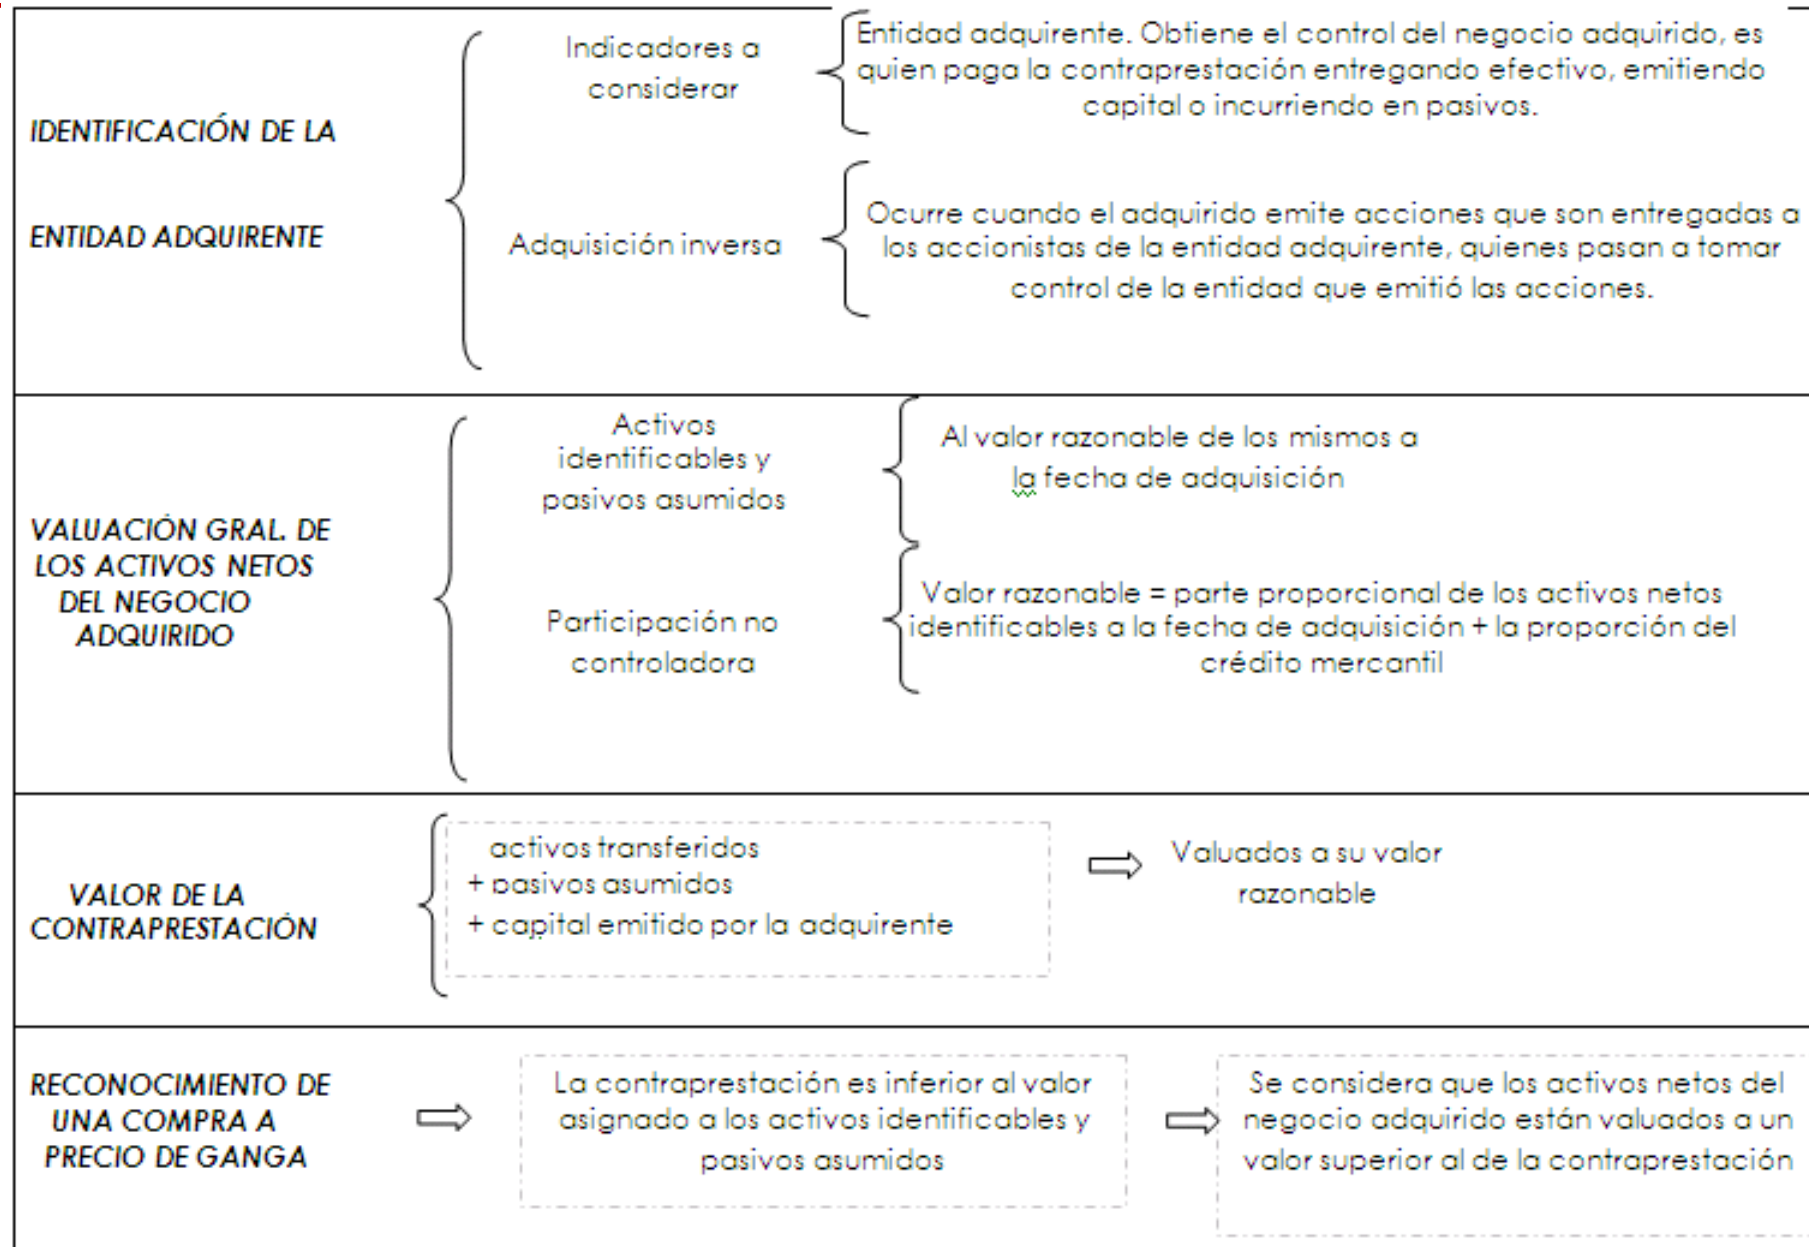 IDENTIFICACIÓN DE LA
ENTIDAD ADQUIRENTE
Indicadores a
considerar
Entidad adquirente. Obtiene el control del negocio adquirido, es
quien paga la contraprestación entregando efectivo, emitiendo
capital o incurriendo en pasivos.
Adquisición inversa
Ocurre cuando el adquirido emite acciones que son entregadas a
los accionistas de la entidad adquirente, quienes pasan a tomar
control de la entidad que emitió las acciones.
VALUACIÓN GRAL. DE
LOS ACTIVOS NETOS
DEL NEGOCIO
ADQUIRIDO
Activos
identificables y
pasivos asumidos
Al valor razonable de los mismos a
la fecha de adquisición
Participación no
controladora
Valor razonable = parte proporcional de los activos netos
identificables a la fecha de adquisición + la proporción del
crédito mercantil
VALOR DE LA
CONTRAPRESTACIÓN
activos transferidos
+ pasivos asumidos
+ capital emitido por la adquirente
Valuados a su valor
razonable
RECONOCIMIENTO DE
UNA COMPRA A
PRECIO DE GANGA
La contraprestación es inferior al valor
asignado a los activos identificables y
pasivos asumidos
Se considera que los activos netos del
negocio adquirido están valuados a un
valor superior al de la contraprestación